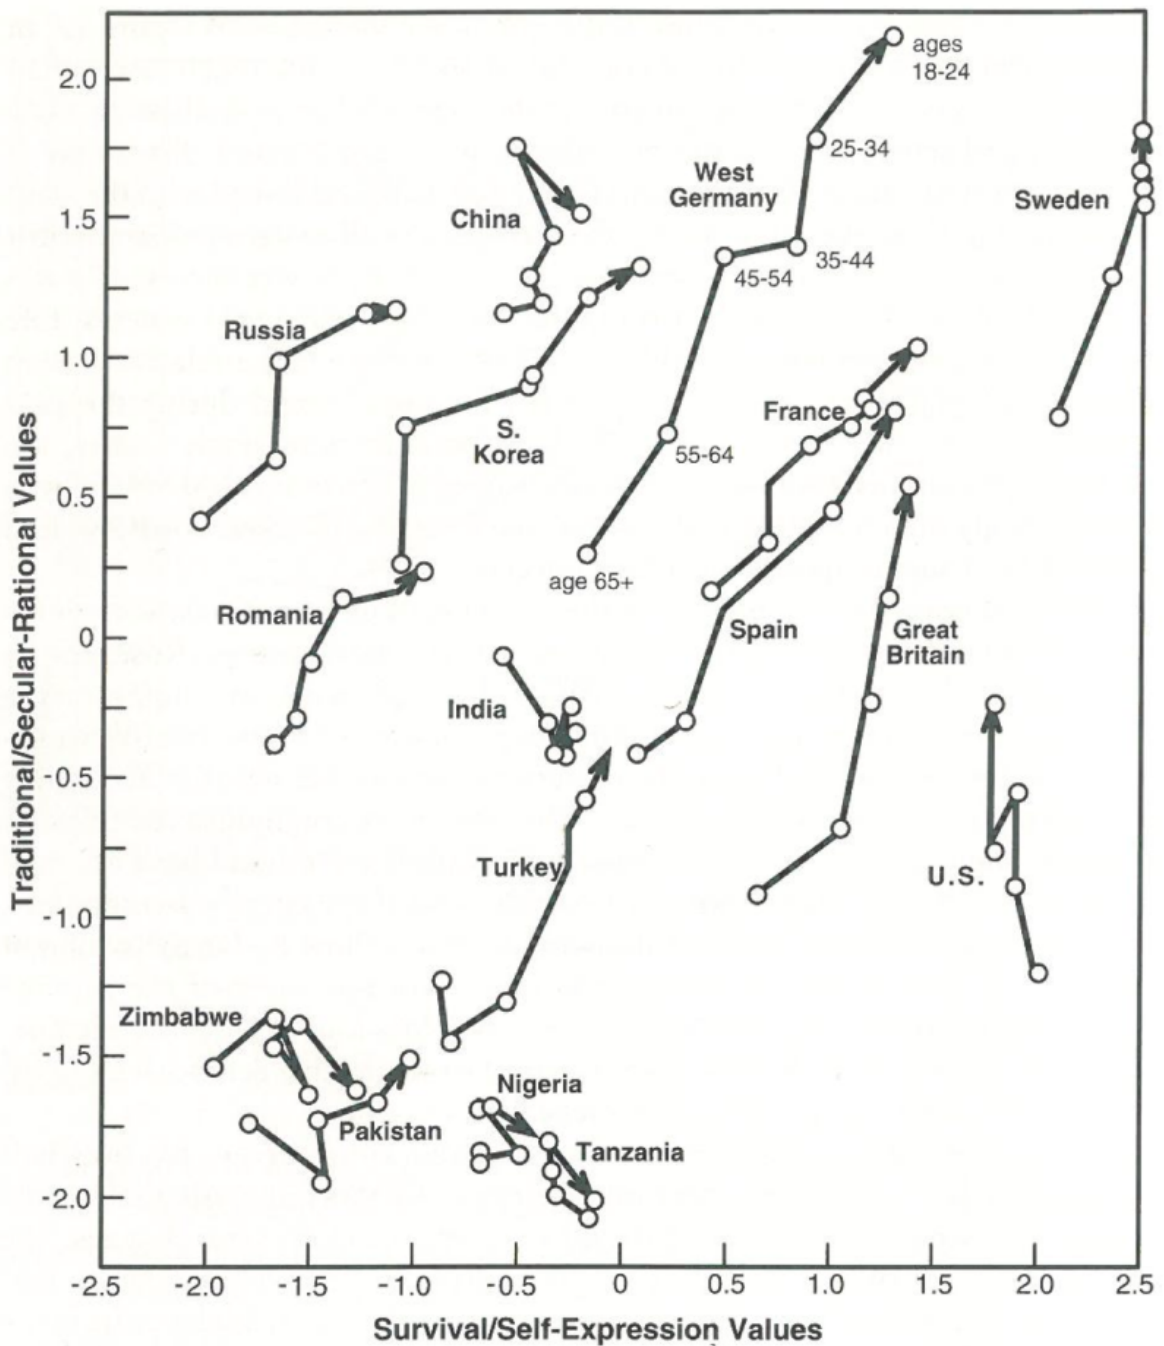 Traditional/Secular-Rational Values
2.0
1.5
1.0
0.5
0
-0.5
-1.0
-1.5
-2.0
ages
18-24
25-34
West
Germany
35-44
45-54
55-64
age 65+
China
Sweden
Russia
S.
Korea
France
Romania
Spain
Great
Britain
India
Turkey
U.S.
Zimbabwe
Nigeria
Pakistan
Tanzania
-2.5
-2.0
-1.5
-1.0
-0.5
0
0.5
1.0
1.5
2.0
2.5
Survival/Self-Expression Values